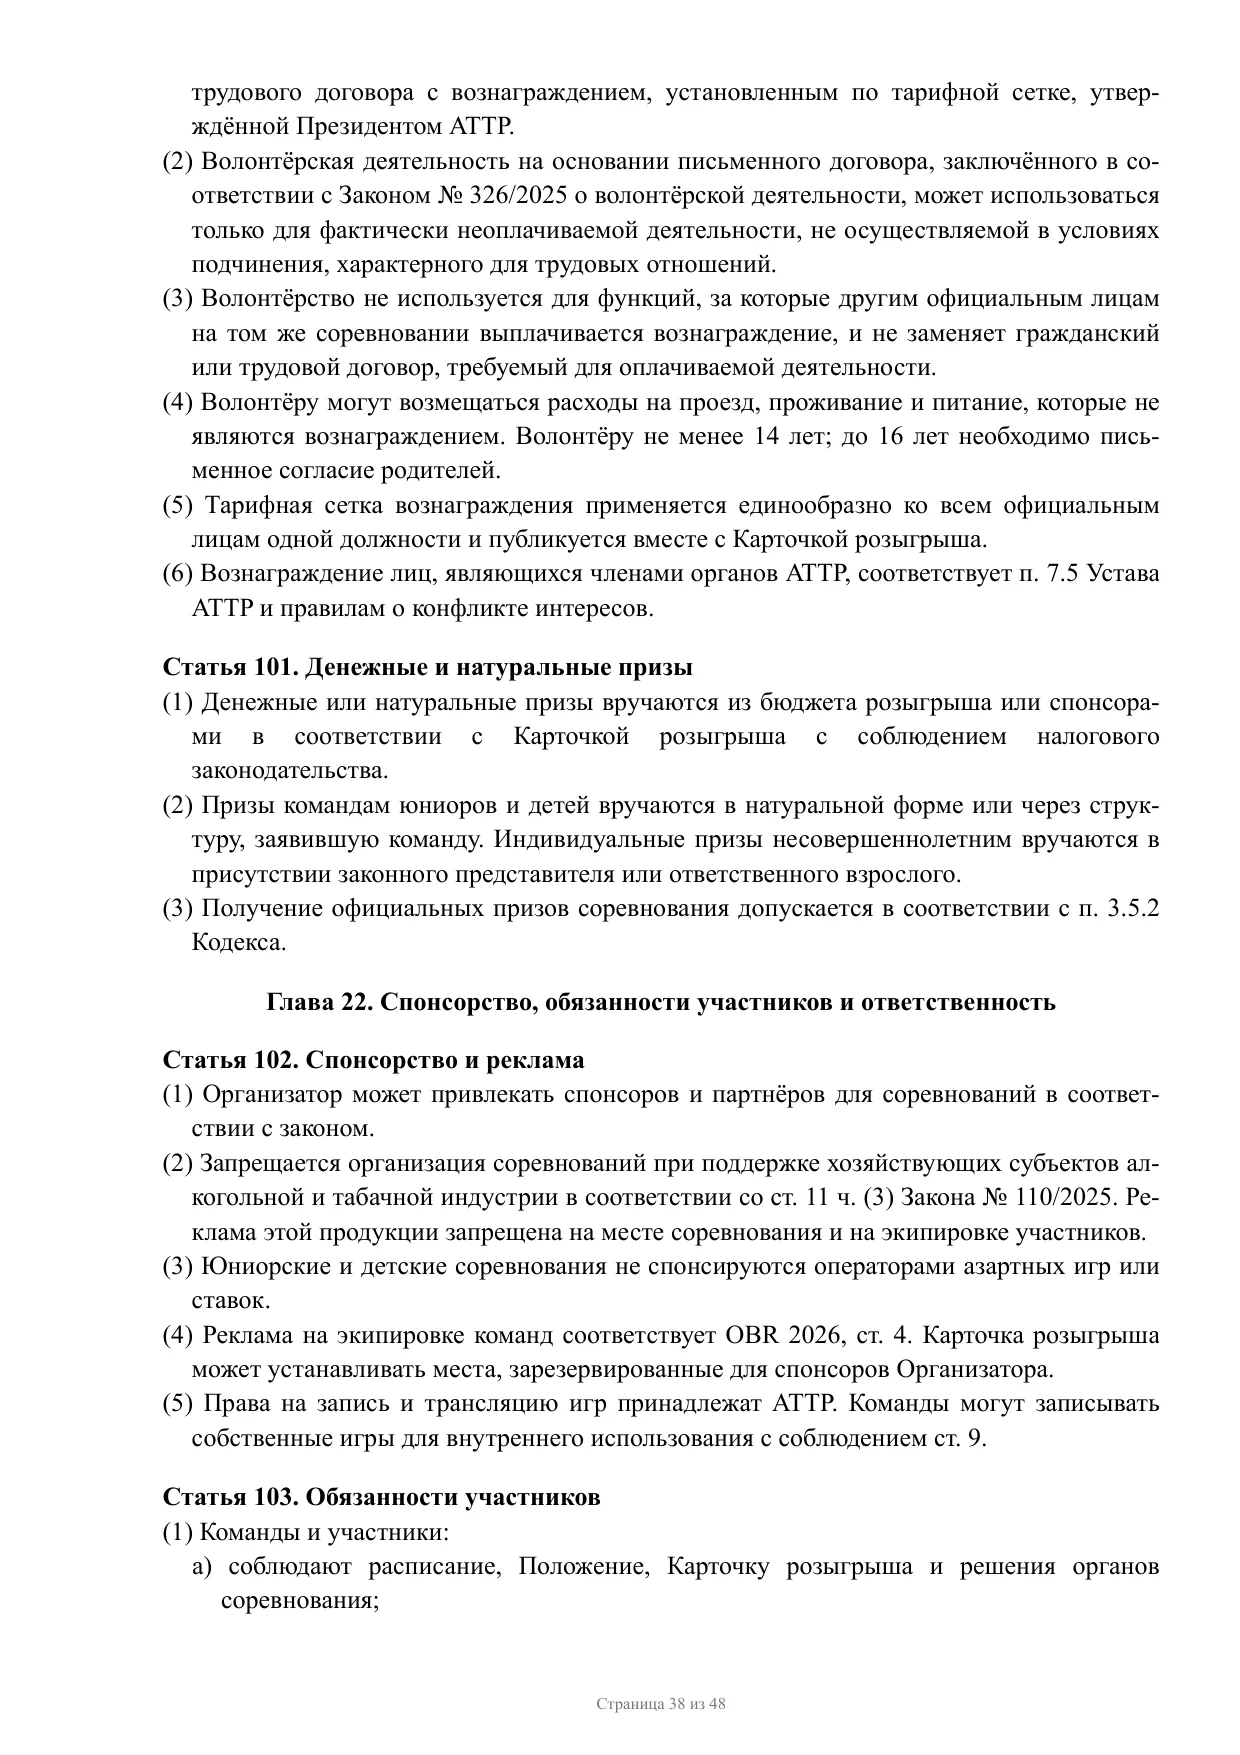 трудового договора с вознаграждением, установленным по тарифной сетке, утвер-
ждённой Президентом АТТР.
(2) Волонтёрская деятельность на основании письменного договора, заключённого в со-
ответствии с Законом № 326/2025 о волонтёрской деятельности, может использоваться
только для фактически неоплачиваемой деятельности, не осуществляемой в условиях
подчинения, характерного для трудовых отношений.
(3) Волонтёрство не используется для функций, за которые другим официальным лицам
на том же соревновании выплачивается вознаграждение, и не заменяет гражданский
или трудовой договор, требуемый для оплачиваемой деятельности.
(4) Волонтёру могут возмещаться расходы на проезд, проживание и питание, которые не
являются вознаграждением. Волонтёру не менее 14 лет; до 16 лет необходимо пись-
менное согласие родителей.
(5) Тарифная сетка вознаграждения применяется единообразно ко всем официальным
лицам одной должности и публикуется вместе с Карточкой розыгрыша.
(6) Вознаграждение лиц, являющихся членами органов АТТР, соответствует п. 7.5 Устава
АТТР и правилам о конфликте интересов.
Статья 101. Денежные и натуральные призы
(1) Денежные или натуральные призы вручаются из бюджета розыгрыша или спонсора-
ми в соответствии с Карточкой розыгрыша с соблюдением налогового
законодательства.
(2) Призы командам юниоров и детей вручаются в натуральной форме или через струк-
туру, заявившую команду. Индивидуальные призы несовершеннолетним вручаются в
присутствии законного представителя или ответственного взрослого.
(3) Получение официальных призов соревнования допускается в соответствии с п. 3.5.2
Кодекса.
Глава 22. Спонсорство, обязанности участников и ответственность
Статья 102. Спонсорство и реклама
(1) Организатор может привлекать спонсоров и партнёров для соревнований в соответ-
ствии с законом.
(2) Запрещается организация соревнований при поддержке хозяйствующих субъектов ал-
когольной и табачной индустрии в соответствии со ст. 11 ч. (3) Закона № 110/2025. Ре-
клама этой продукции запрещена на месте соревнования и на экипировке участников.
(3) Юниорские и детские соревнования не спонсируются операторами азартных игр или
ставок.
(4) Реклама на экипировке команд соответствует OBR 2026, ст. 4. Карточка розыгрыша
может устанавливать места, зарезервированные для спонсоров Организатора.
(5) Права на запись и трансляцию игр принадлежат АТТР. Команды могут записывать
собственные игры для внутреннего использования с соблюдением ст. 9.
Статья 103. Обязанности участников
(1) Команды и участники:
а) соблюдают расписание, Положение, Карточку розыгрыша и решения органов
соревнования;
Страница 38 из 48